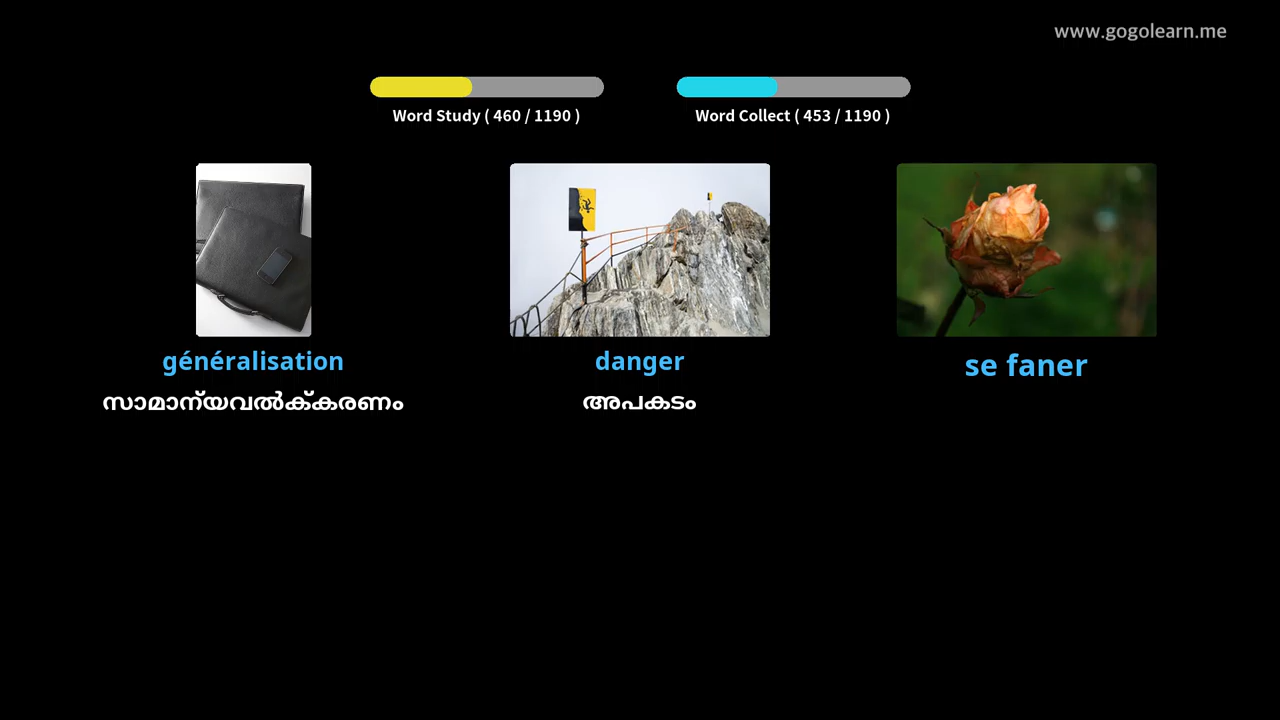 www.gogolearn.me
Word Study ( 460 / 1190 )
Word Collect ( 453 / 1190 )
généralisation
danger
se faner
സാമാന്യവൽക്കരണം
അപകടം